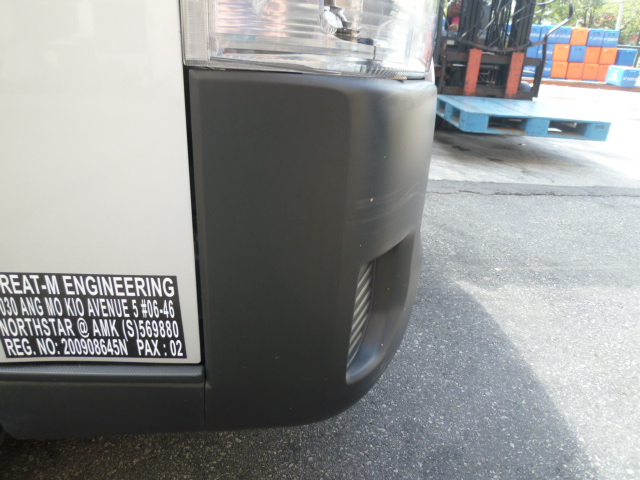 REAT-M ENGINEERING
030 ANG MO KIO AVENUE 5 #06-46
NORTHSTAR @ AMK (S)569880
REG. NO: 200908645N PAX : 02